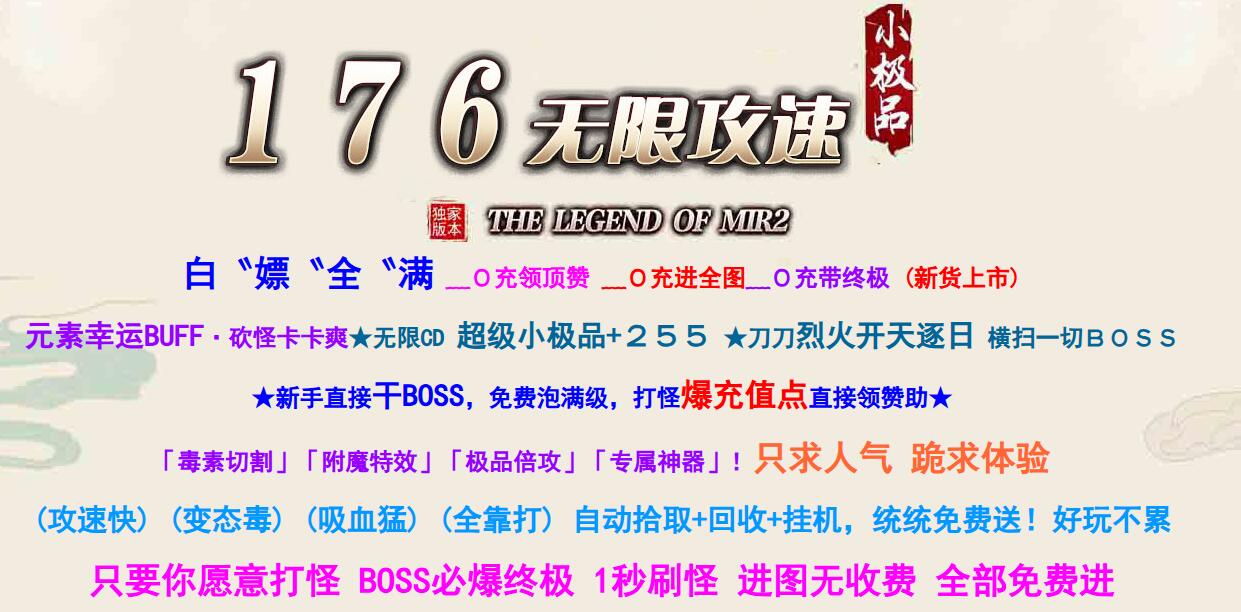 176无限攻速
小极品
独家版本
THE LEGEND OF MIR2
白〝嫖〝全〝满 ﹏O充领顶赞 ﹏O充进全图﹏O充带终极 (新货上市)
元素幸运BUFF·砍怪卡卡爽★无限CD 超级小极品+255 ★刀刀烈火开天逐日 横扫一切BOSS
★新手直接干BOSS，免费泡满级，打怪爆充值点直接领赞助★
「毒素切割」「附魔特效」「极品倍攻」「专属神器」! 只求人气 跪求体验
(攻速快) (变态毒) (吸血猛) (全靠打) 自动拾取+回收+挂机，统统免费送! 好玩不累
只要你愿意打怪 BOSS必爆终极 1秒刷怪 进图无收费 全部免费进